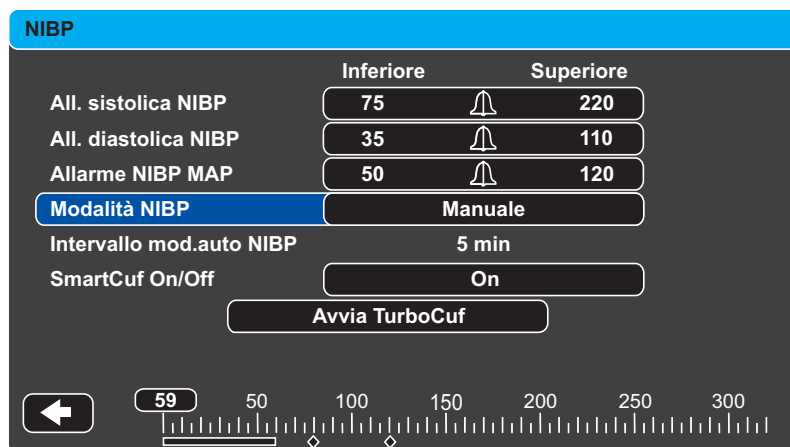 NIBP
Inferiore Superiore
All. sistolica NIBP 75 220
All. diastolica NIBP 35 110
Allarme NIBP MAP 50 120
Modalità NIBP Manuale
Intervallo mod.auto NIBP 5 min
SmartCuf On/Off On
Avvia TurboCuf
59 50 100 150 200 250 300